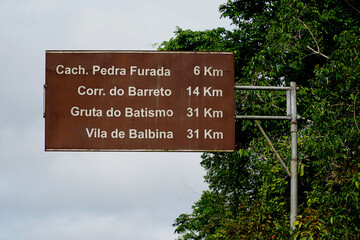 Cach. Pedra Furada 6 Km
Corr. do Barreto 14 Km
Gruta do Batismo 31 Km
Vila de Balbina 31 Km